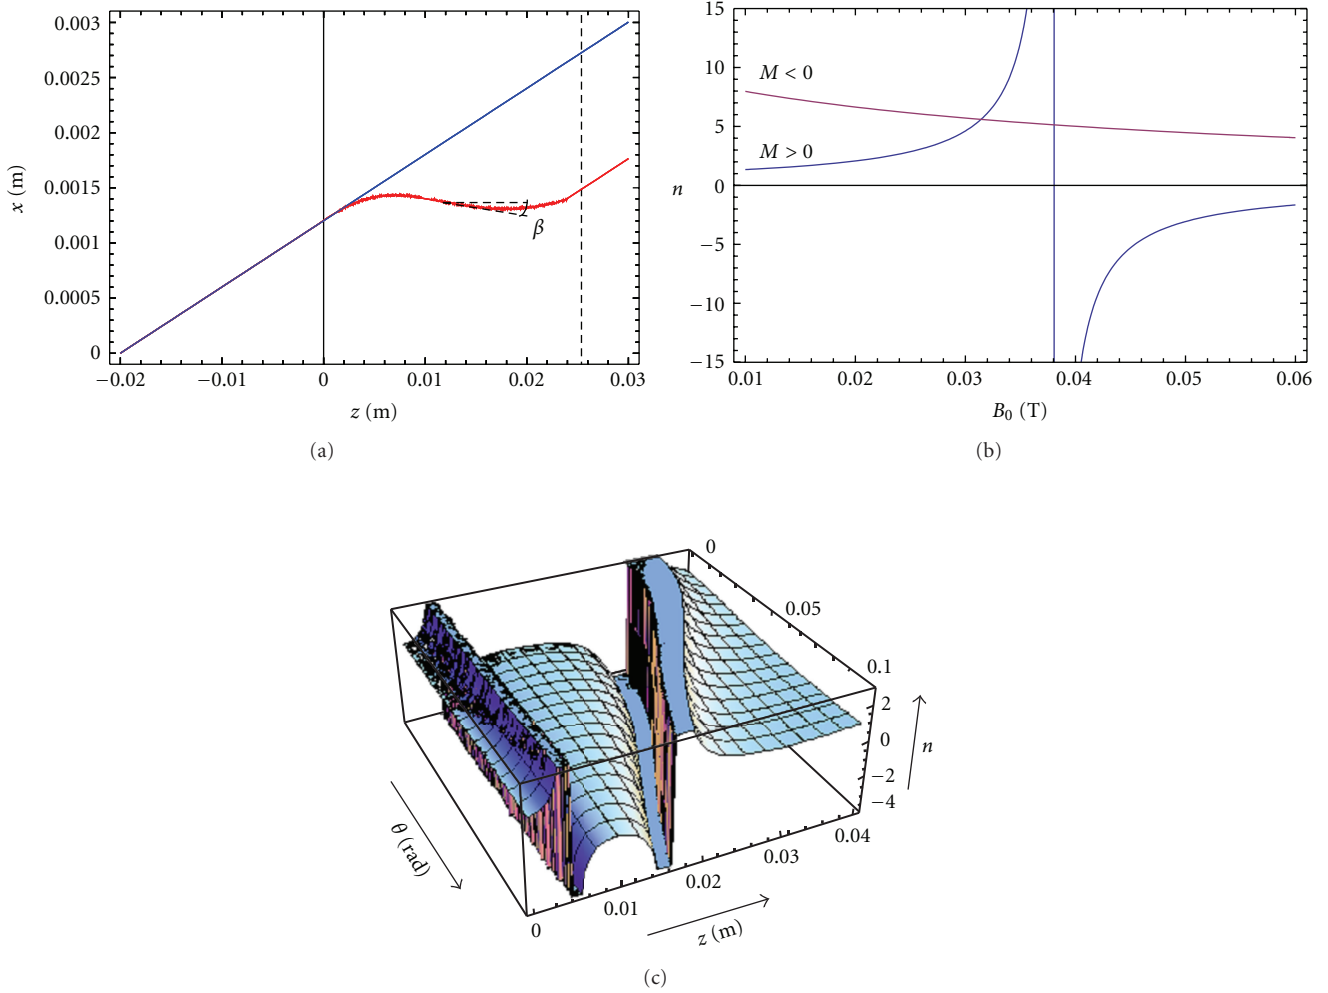 0.003
0.0025
0.002
0.0015
0.001
0.0005
0
x (m)
β
−0.02 −0.01 0 0.01 0.02 0.03
z (m)
(a)
15
10
5
0
−5
−10
−15
n
M < 0
M > 0
0.01 0.02 0.03 0.04 0.05 0.06
B₀ (T)
(b)
0
0.05
0.1
2
0
−2
−4
n
θ (rad)
0 0.01 0.02 0.03 0.04
z (m)
(c)